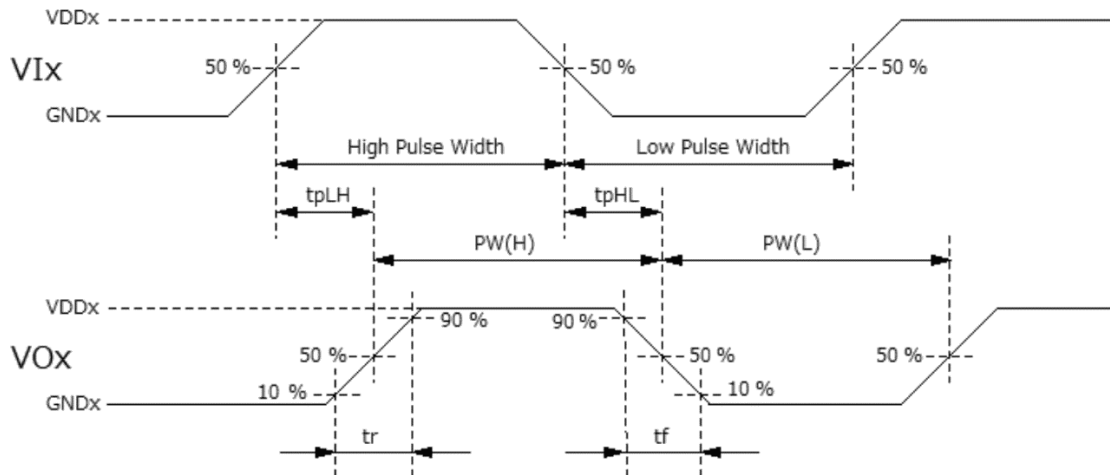 VDDx
VIx
50 %
50 %
50 %
GNDx
High Pulse Width
Low Pulse Width
tpLH
tpHL
PW(H)
PW(L)
VDDx
90 %
90 %
VOx
50 %
50 %
50 %
10 %
10 %
GNDx
tr
tf